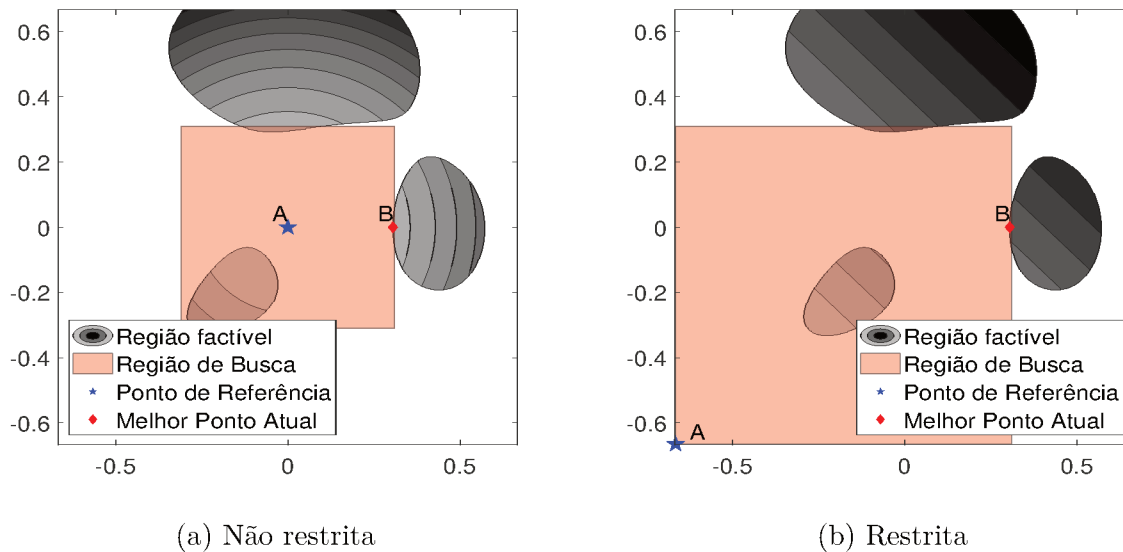 0.6
0.4
0.2
0
-0.2
-0.4
-0.6
-0.5
0
0.5
A
B
Região factível
Região de Busca
Ponto de Referência
Melhor Ponto Atual
(a) Não restrita
0.6
0.4
0.2
0
-0.2
-0.4
-0.6
-0.5
0
0.5
B
A
Região factível
Região de Busca
Ponto de Referência
Melhor Ponto Atual
(b) Restrita